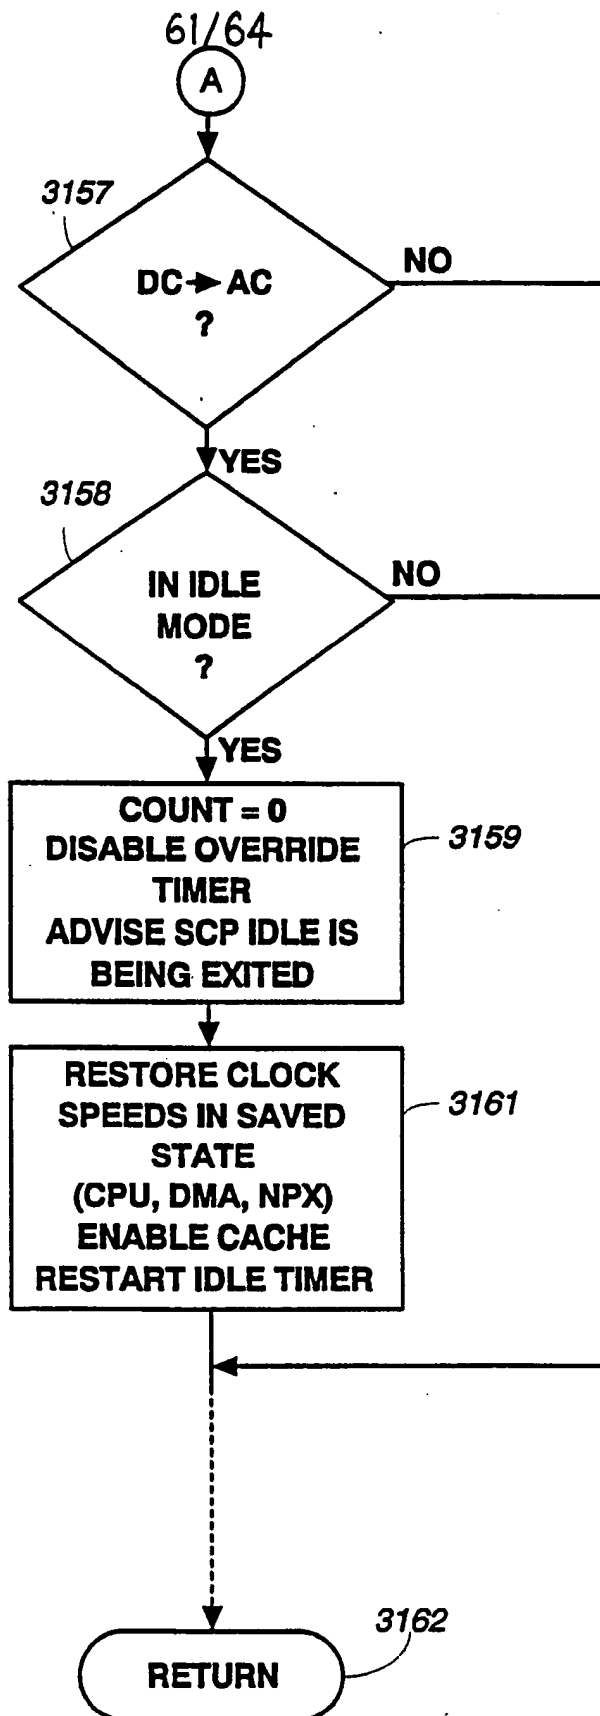 61/64
A
3157
DC → AC
?
NO
YES
3158
IN IDLE
MODE
?
NO
YES
COUNT = 0
DISABLE OVERRIDE
TIMER
ADVISE SCP IDLE IS
BEING EXITED
3159
RESTORE CLOCK
SPEEDS IN SAVED
STATE
(CPU, DMA, NPX)
ENABLE CACHE
RESTART IDLE TIMER
3161
3162
RETURN